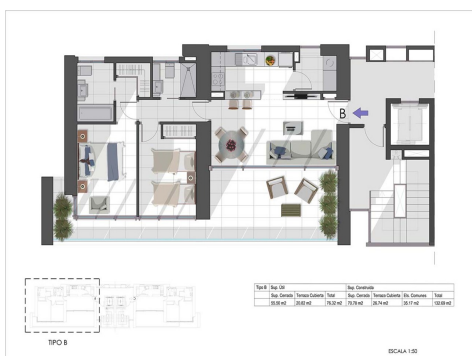 B
Tipo B Sup. Útil Sup. Construida
Sup. Cerrada Terraza Cubierta Total Sup. Cerrada Terraza Cubierta Els. Comunes Total
55.50 m2 20.82 m2 76.32 m2 70.78 m2 26.74 m2 35.17 m2 132.69 m2
TIPO B
ESCALA 1:50